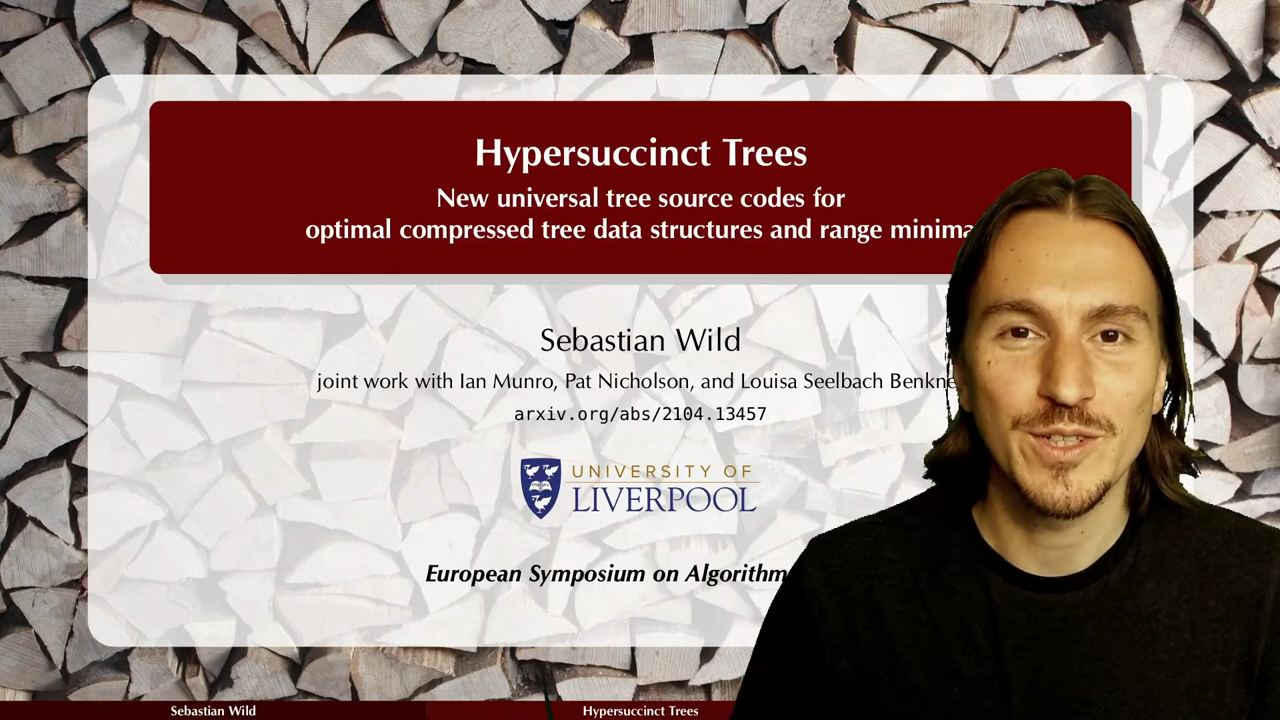 Hypersuccinct Trees
New universal tree source codes for
optimal compressed tree data structures and range minima
Sebastian Wild
joint work with Ian Munro, Pat Nicholson, and Louisa Seelbach
arxiv.org/abs/2104.13457
UNIVERSITY OF
LIVERPOOL
European Symposium on
Sebastian Wild
Hypersuccinct Trees